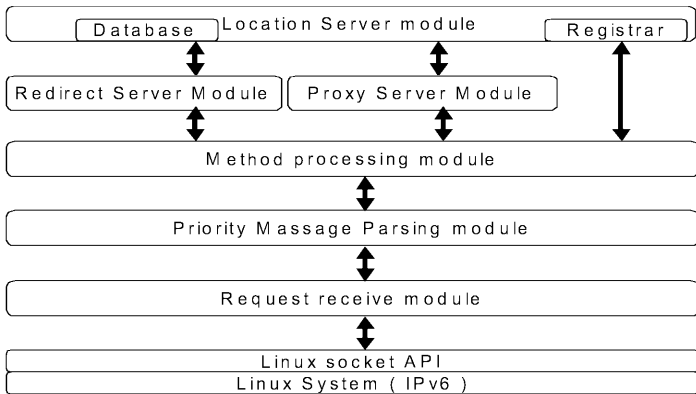 Database Location Server module Registrar
Redirect Server Module Proxy Server Module
Method processing module
Priority Massage Parsing module
Request receive module
Linux socket API
Linux System ( IPv6 )